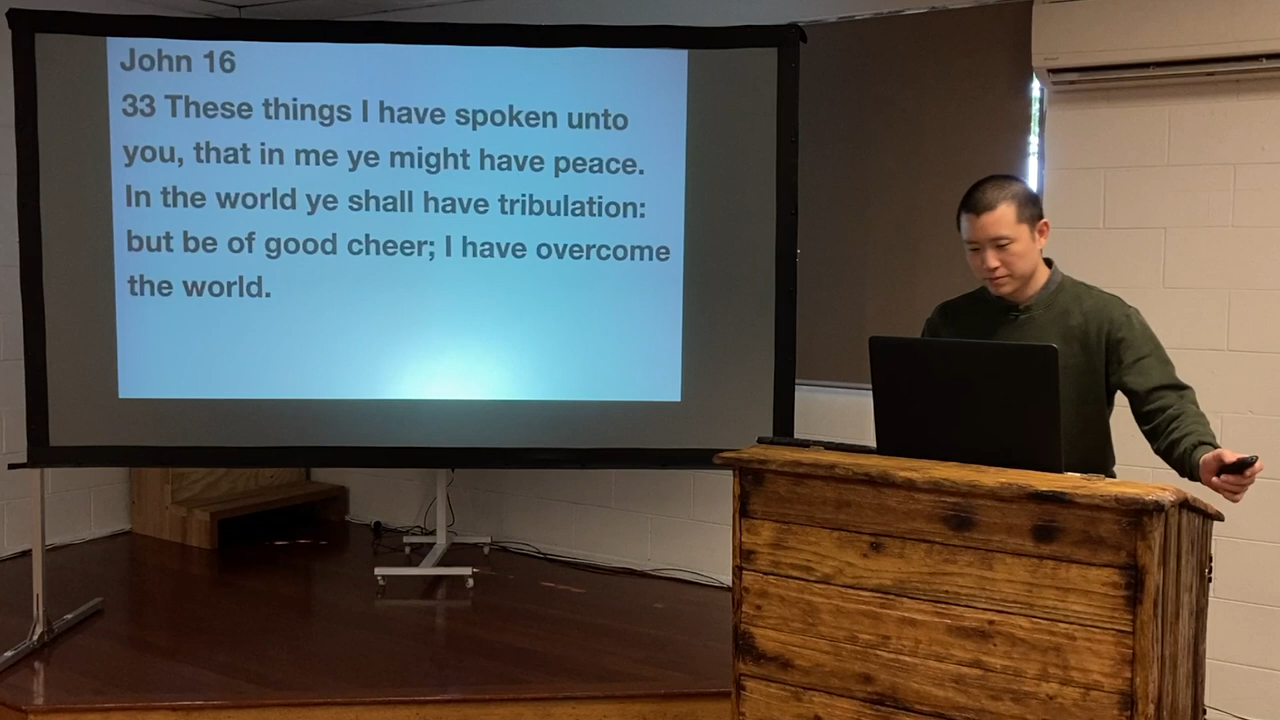 John 16
33 These things I have spoken unto
you, that in me ye might have peace.
In the world ye shall have tribulation:
but be of good cheer; I have overcome
the world.